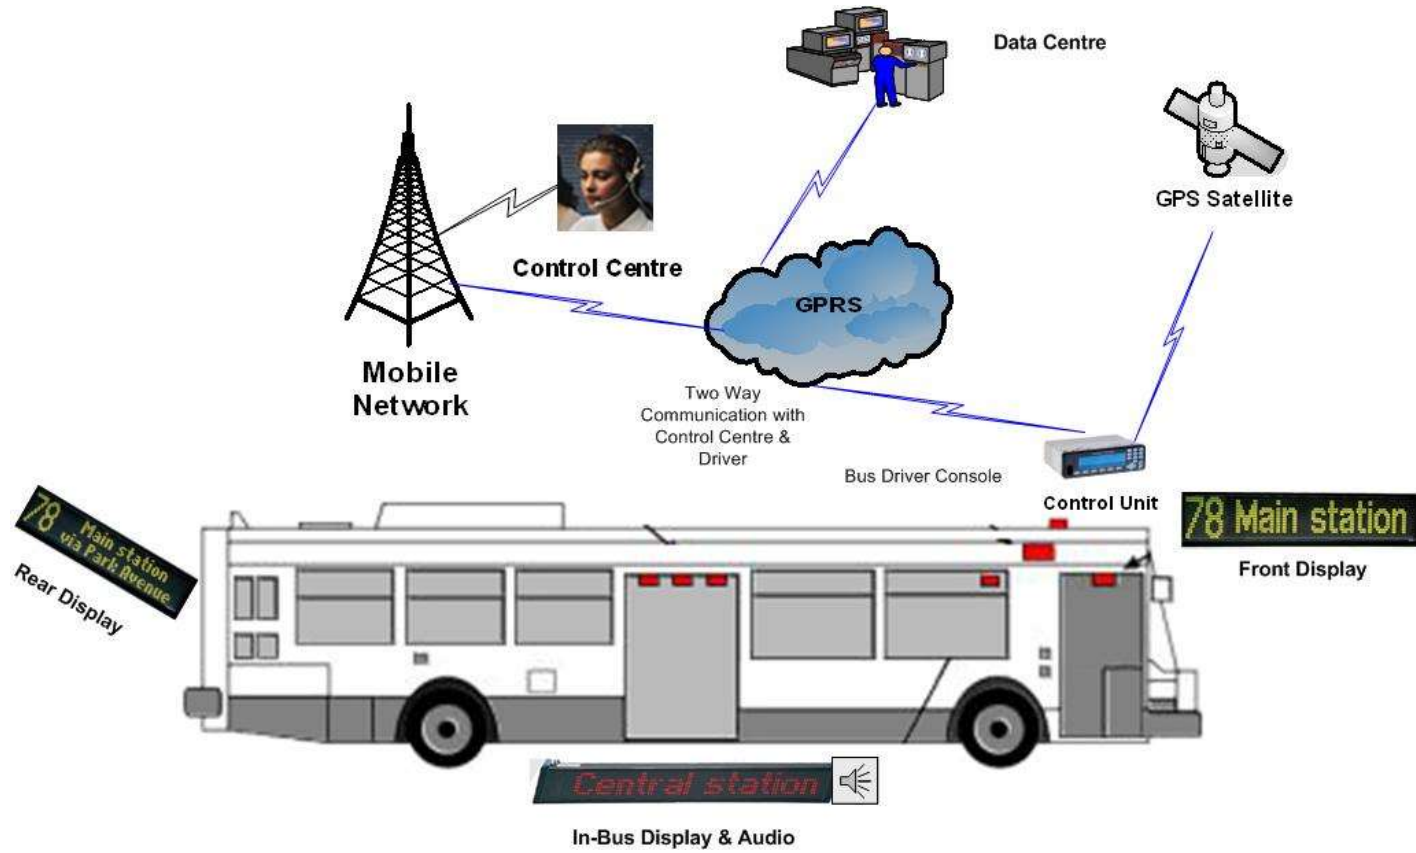 Data Centre
GPS Satellite
Control Centre
GPRS
Mobile
Network
Two Way
Communication with
Control Centre &
Driver
Bus Driver Console
Control Unit
78 Main station
Front Display
78 Main station
via Park Avenue
Rear Display
Central station
In-Bus Display & Audio